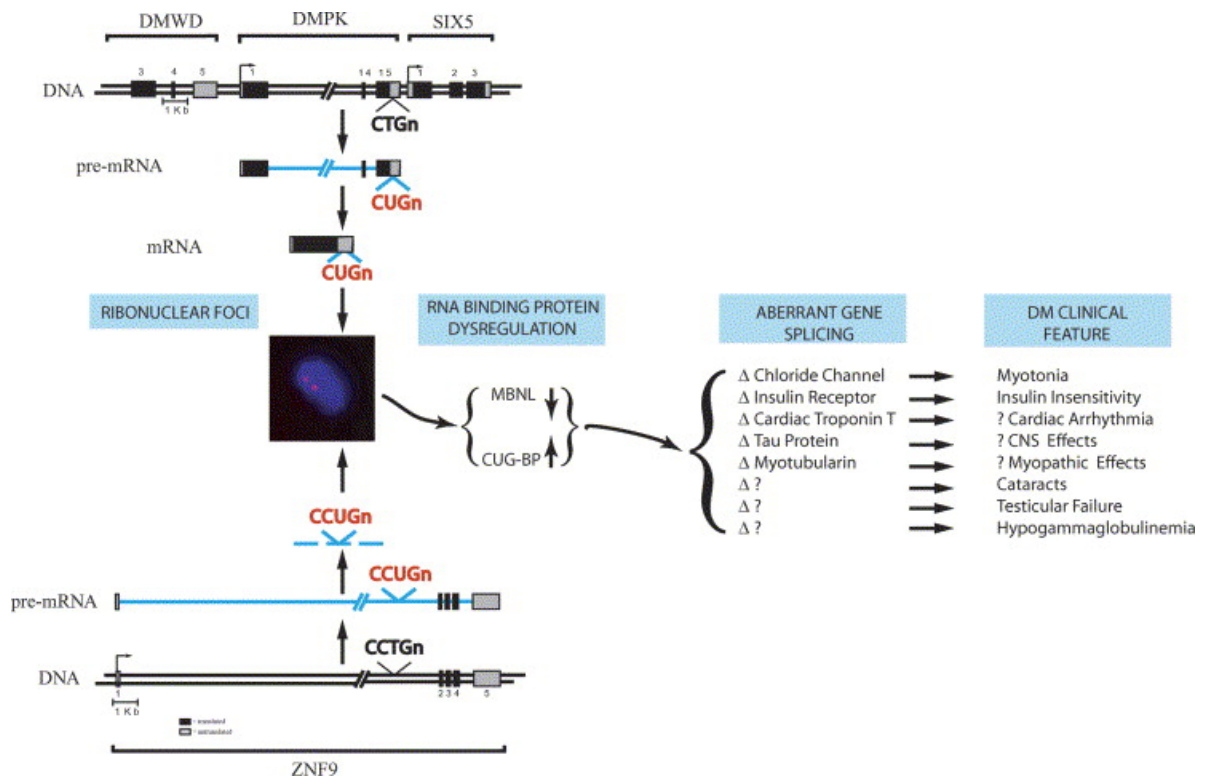 DMWD DMPK SIX5
3 4 5 1 14 15 1 2 3
DNA
1 Kb
CTGn
pre-mRNA
CUGn
mRNA
CUGn
RIBONUCLEAR FOCI
RNA BINDING PROTEIN
DYSREGULATION
ABERRANT GENE
SPLICING
DM CLINICAL
FEATURE
MBNL
CUG-BP
Δ Chloride Channel Myotonia
Δ Insulin Receptor Insulin Insensitivity
Δ Cardiac Troponin T ? Cardiac Arrhythmia
Δ Tau Protein ? CNS Effects
Δ Myotubularin ? Myopathic Effects
Δ ? Cataracts
Δ ? Testicular Failure
Δ ? Hypogammaglobulinemia
CCUGn
CCUGn
pre-mRNA
CCTGn
DNA
1 2 3 4 5
1 Kb
- translated
- untranslated
ZNF9